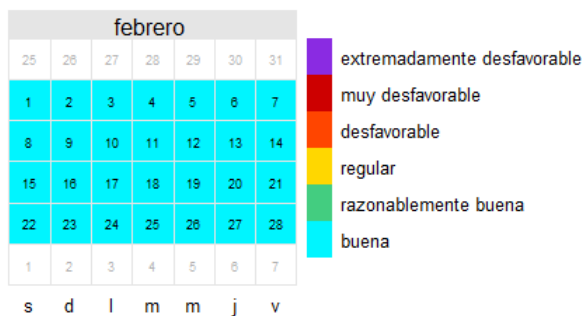 febrero
25 26 27 28 29 30 31
1 2 3 4 5 6 7
8 9 10 11 12 13 14
15 16 17 18 19 20 21
22 23 24 25 26 27 28
1 2 3 4 5 6 7
s d l m m j v
extremadamente desfavorable
muy desfavorable
desfavorable
regular
razonablemente buena
buena